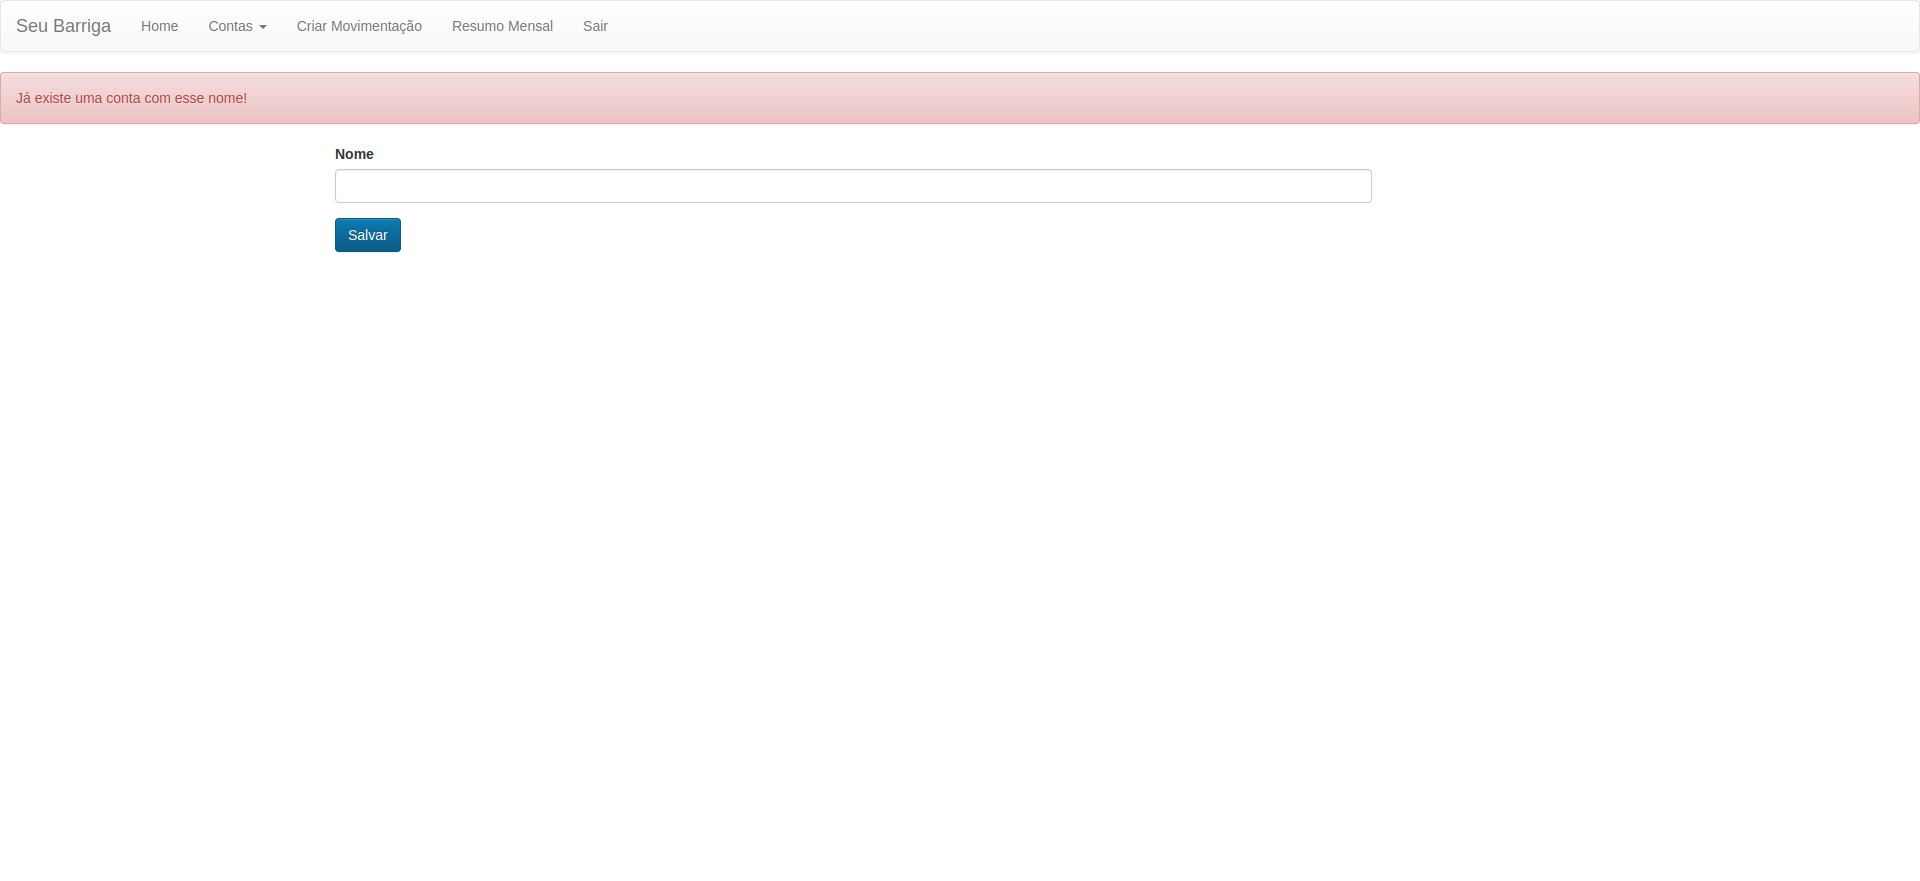 Seu Barriga Home Contas Criar Movimentação Resumo Mensal Sair
Já existe uma conta com esse nome!
Nome
Salvar